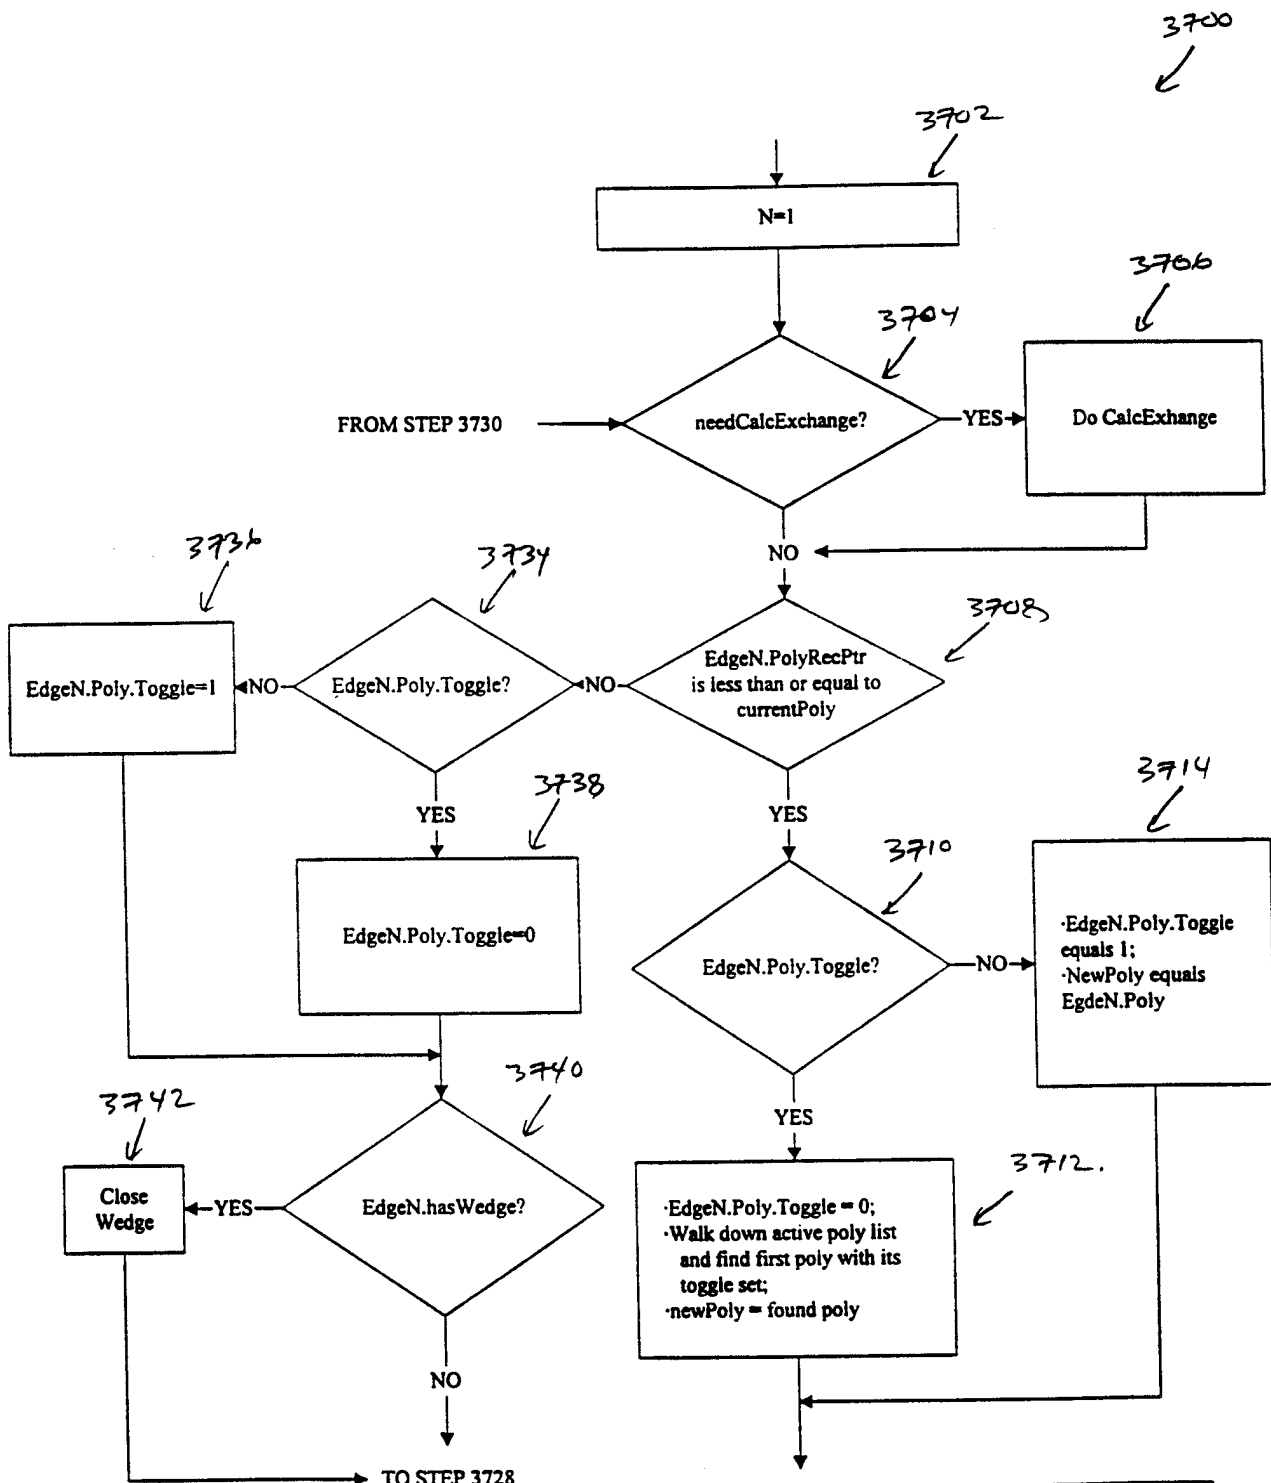 3700
3702
N=1
3706
3704
FROM STEP 3730
needCalcExchange?
YES
Do CalcExhange
NO
3736
3734
3708
EdgeN.Poly.Toggle=1
NO
EdgeN.Poly.Toggle?
NO
EdgeN.PolyRecPtr
is less than or equal to
currentPoly
YES
3738
YES
3714
3710
EdgeN.Poly.Toggle=0
EdgeN.Poly.Toggle?
NO
·EdgeN.Poly.Toggle
equals 1;
·NewPoly equals
EgdeN.Poly
3742
3740
YES
Close
Wedge
YES
EdgeN.hasWedge?
3712.
·EdgeN.Poly.Toggle = 0;
·Walk down active poly list
and find first poly with its
toggle set;
·newPoly = found poly
NO
TO STEP 3728